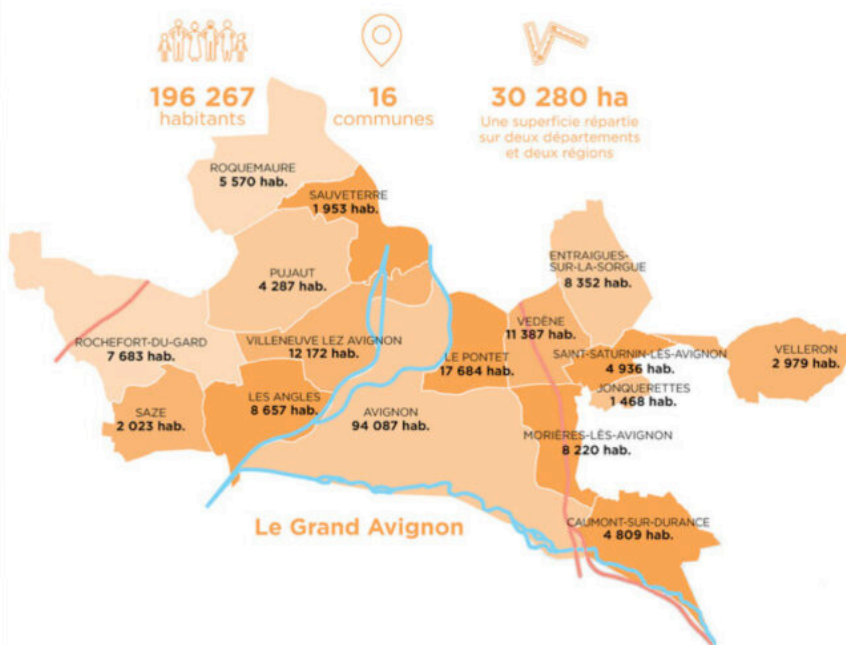 196 267
habitants
16
communes
30 280 ha
Une superficie répartie
sur deux départements
et deux régions
ROQUEMAURE
5 570 hab.
SAUVETERRE
1 953 hab.
PUJAUT
4 287 hab.
ENTRAIGUES-
SUR-LA-SORGUE
8 352 hab.
ROCHEFORT-DU-GARD
7 683 hab.
VILLENEUVE LEZ AVIGNON
12 172 hab.
LE PONTET
17 684 hab.
VEDÈNE
11 387 hab.
SAINT-SATURNIN-LÈS-AVIGNON
4 936 hab.
VELLERON
2 979 hab.
JONQUERETTES
1 468 hab.
SAZE
2 023 hab.
LES ANGLES
8 657 hab.
AVIGNON
94 087 hab.
MORIÈRES-LÈS-AVIGNON
8 220 hab.
CAUMONT-SUR-DURANCE
4 809 hab.
Le Grand Avignon